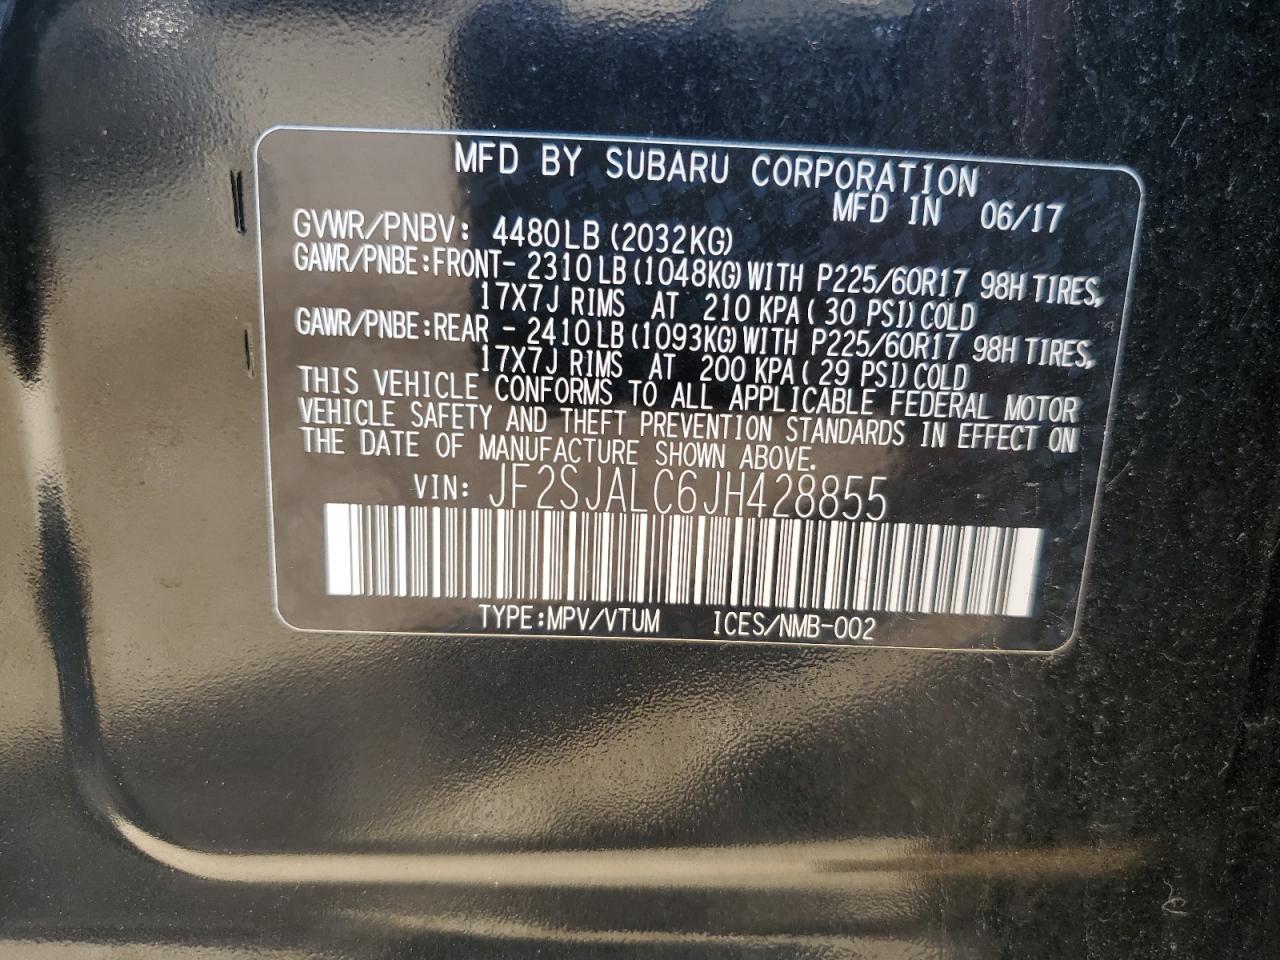 MFD BY SUBARU CORPORATION
MFD IN 06/17
GVWR/PNBV: 4480LB (2032KG)
GAWR/PNBE:FRONT- 2310LB(1048KG)WITH P225/60R17 98H TIRES,
17X7J RIMS AT 210 KPA( 30 PSI)COLD
GAWR/PNBE:REAR - 2410LB(1093KG)WITH P225/60R17 98H TIRES,
17X7J RIMS AT 200 KPA( 29 PSI)COLD
THIS VEHICLE CONFORMS TO ALL APPLICABLE FEDERAL MOTOR
VEHICLE SAFETY AND THEFT PREVENTION STANDARDS IN EFFECT ON
THE DATE OF MANUFACTURE SHOWN ABOVE.
VIN: JF2SJALC6JH428855
TYPE:MPV/VTUM ICES/NMB-002